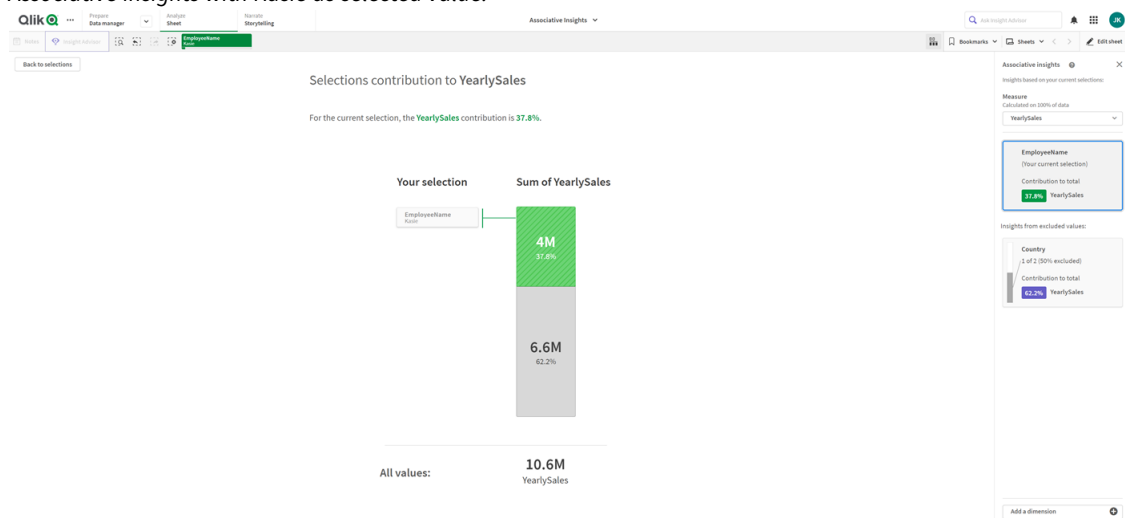 Associative insights with Kasie as selected value.
Qlik
Prepare
Data manager
Analyze
Sheet
Narrate
Storytelling
Associative Insights
Ask Insight Advisor
JK
Notes
Insight Advisor
EmployeeName
Kasie
Bookmarks
Sheets
Edit sheet
Back to selections
Selections contribution to YearlySales
For the current selection, the YearlySales contribution is 37.8%.
Your selection
Sum of YearlySales
EmployeeName
Kasie
4M
37.8%
6.6M
62.2%
All values:
10.6M
YearlySales
Associative insights
Insights based on your current selections:
Measure
Calculated on 100% of data
YearlySales
EmployeeName
(Your current selection)
Contribution to total
37.8% YearlySales
Insights from excluded values:
Country
1 of 2 (50% excluded)
Contribution to total
62.2% YearlySales
Add a dimension